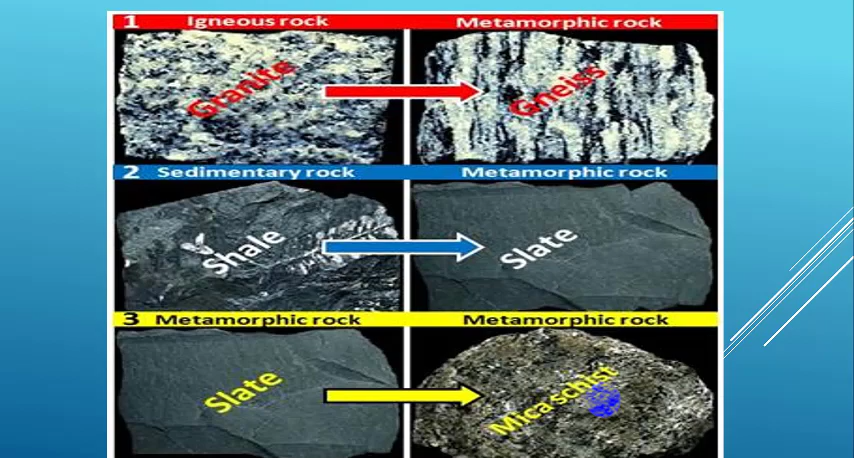 1 Igneous rock Metamorphic rock
Granite Gneiss
2 Sedimentary rock Metamorphic rock
Shale Slate
3 Metamorphic rock Metamorphic rock
Slate Mica schist